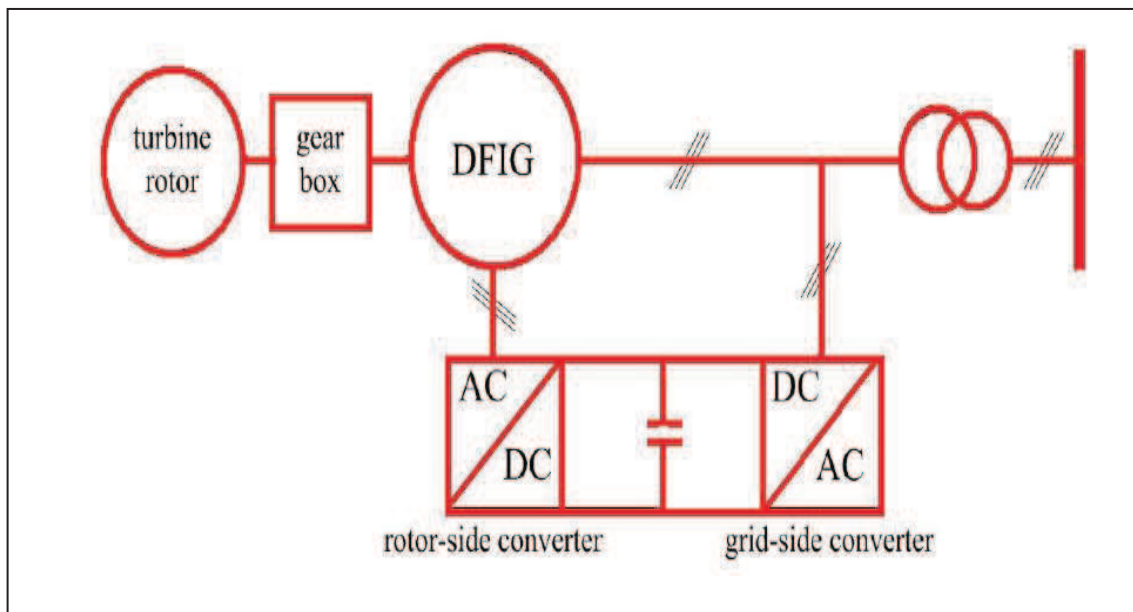 turbine
rotor
gear
box
DFIG
AC
DC
DC
AC
rotor-side converter
grid-side converter